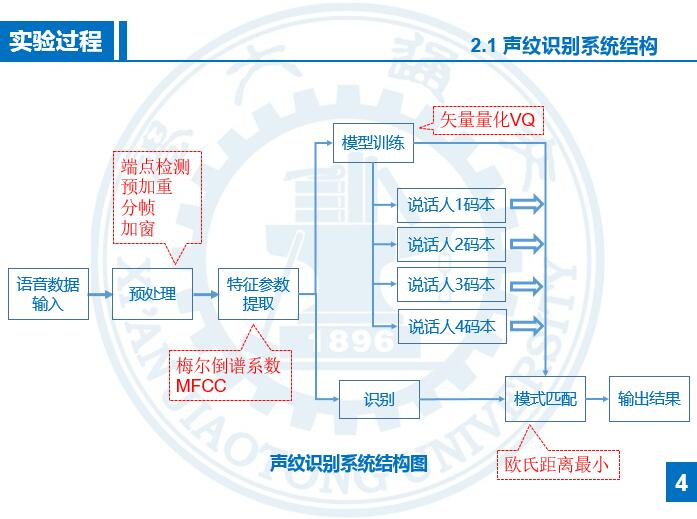 实验过程
2.1 声纹识别系统结构
矢量量化VQ
模型训练
端点检测
预加重
分帧
加窗
说话人1码本
说话人2码本
说话人3码本
说话人4码本
语音数据
输入
预处理
特征参数
提取
梅尔倒谱系数
MFCC
识别
模式匹配
输出结果
欧氏距离最小
声纹识别系统结构图
4
1896
XI'AN JIAOTONG UNIVERSITY